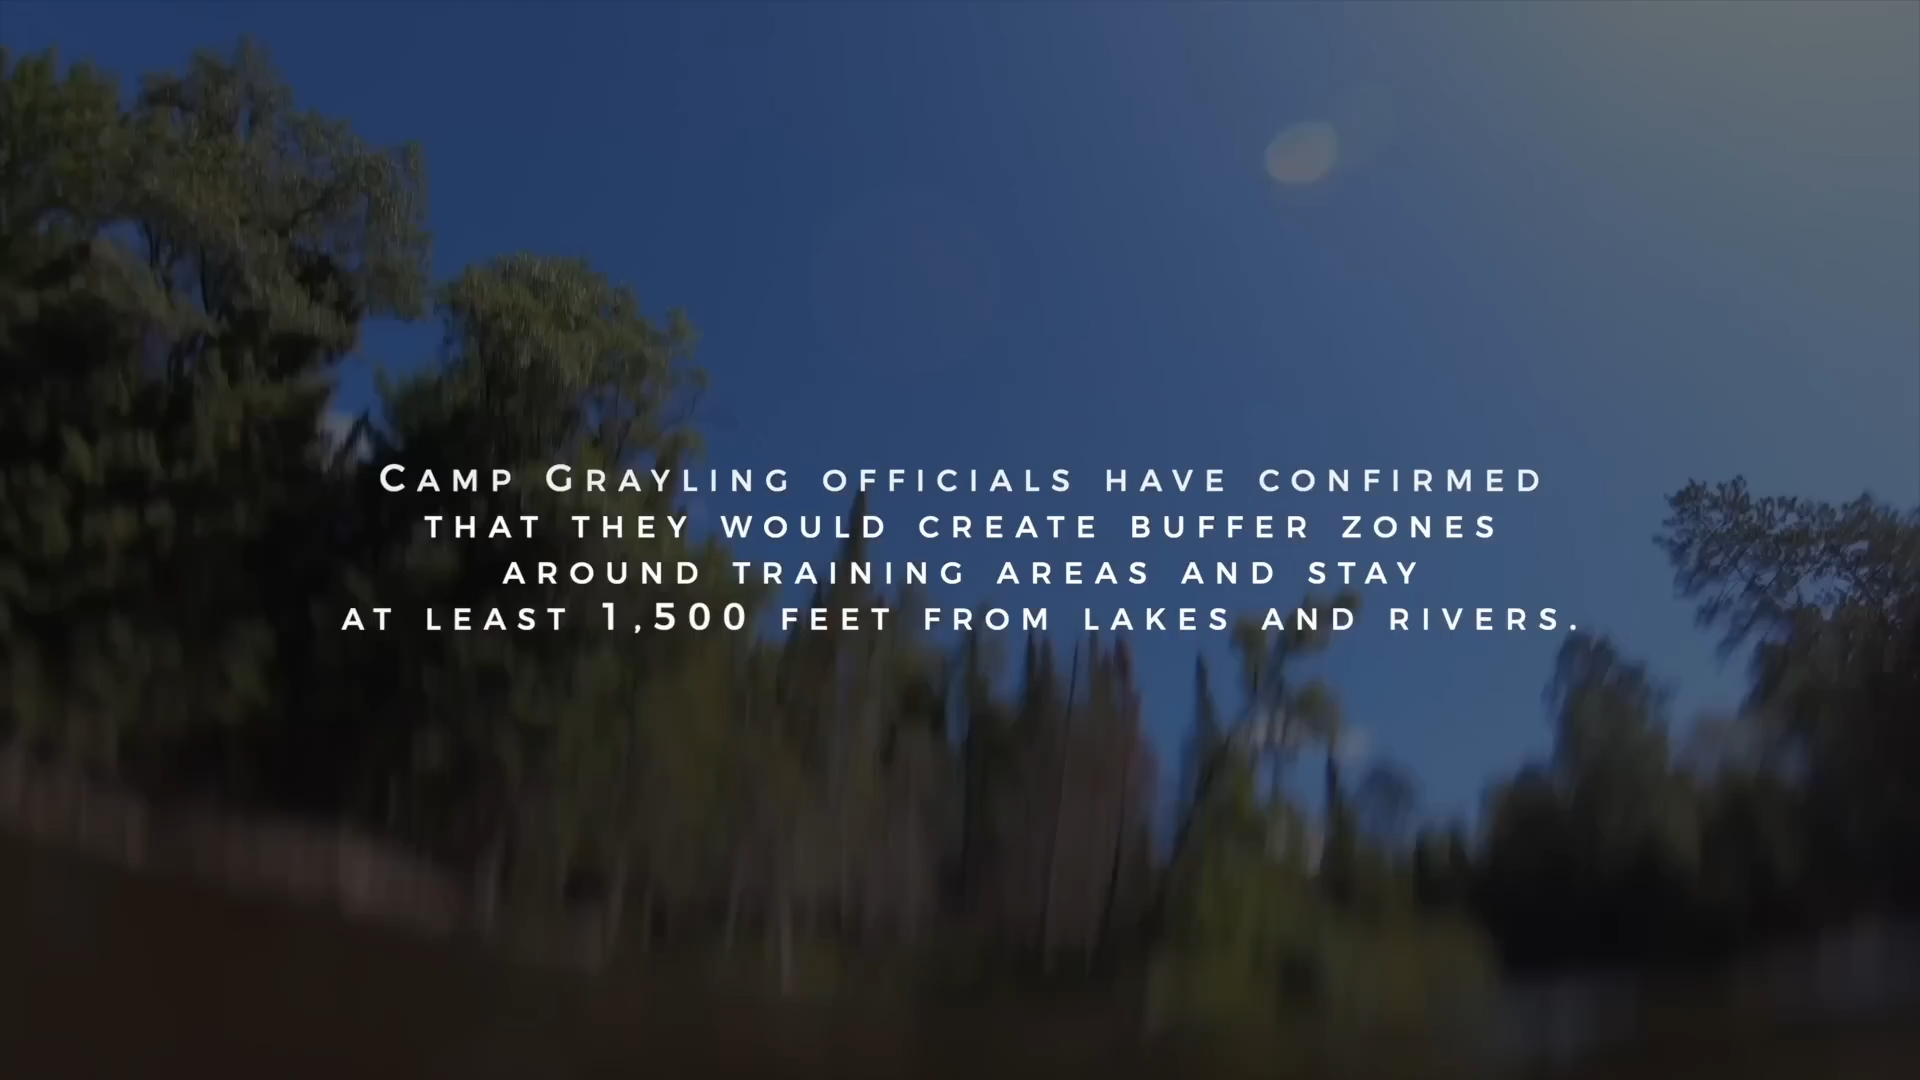 Camp Grayling officials have confirmed
that they would create buffer zones
around training areas and stay
at least 1,500 feet from lakes and rivers.